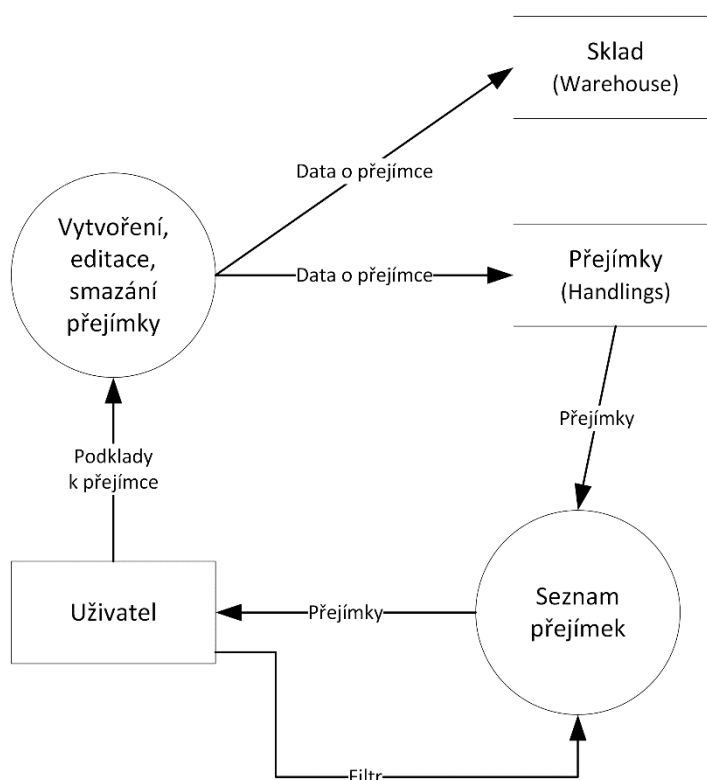 Sklad
(Warehouse)
Data o přejímce
Vytvoření,
editace,
smazání
přejímky
Data o přejímce
Přejímky
(Handlings)
Přejímky
Podklady
k přejímce
Uživatel
Přejímky
Seznam
přejímek
Filtr